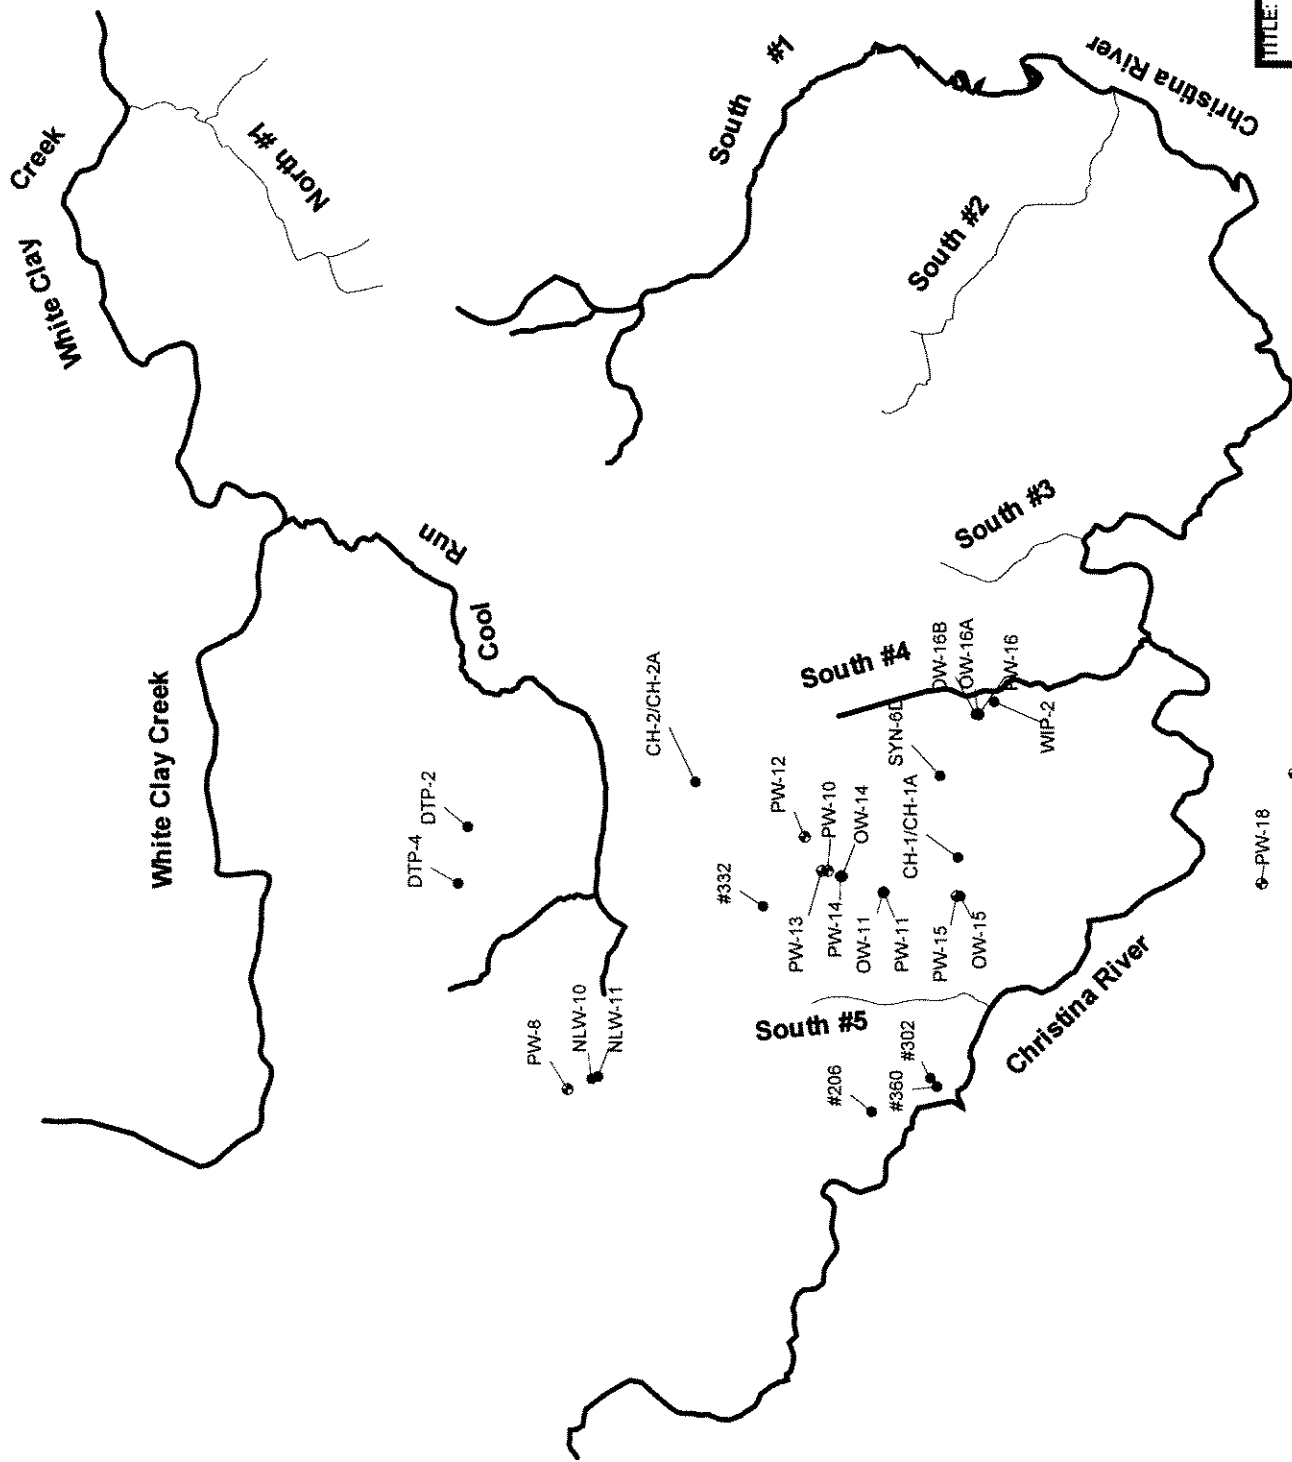 White Clay
Creek
North #1
White Clay Creek
Cool
Run
South
#1
South #2
South #3
South #4
South #5
Christina River
Christina River
DTP-4
DTP-2
CH-2/CH-2A
PW-8
NLW-10
NLW-11
#332
PW-12
PW-13
PW-10
PW-14
OW-14
OW-11
PW-11
CH-1/CH-1A
PW-15
OW-15
SYN-6D
OW-16B
OW-16A
PW-16
WIP-2
#206
#360
#302
PW-18
TITLE: